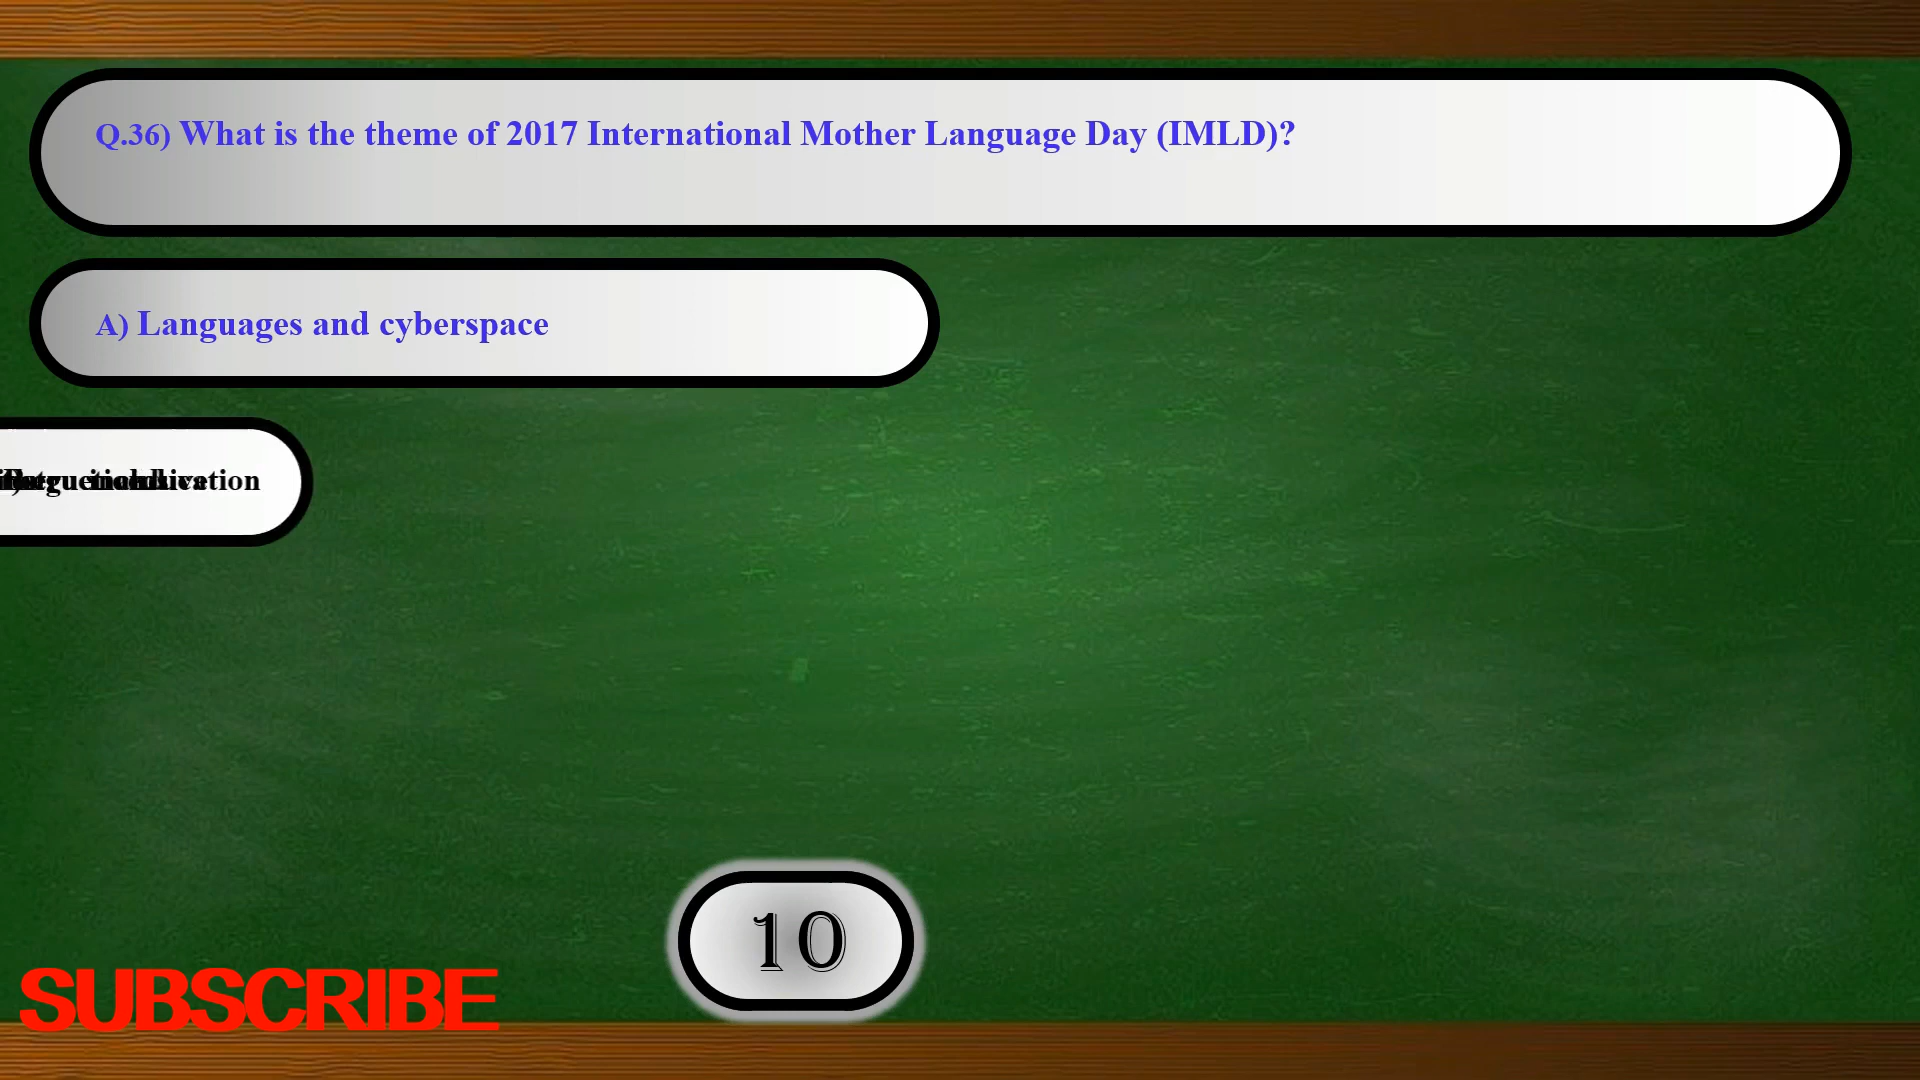 Q.36) What is the theme of 2017 International Mother Language Day (IMLD)?
A) Languages and cyberspace
10
SUBSCRIBE